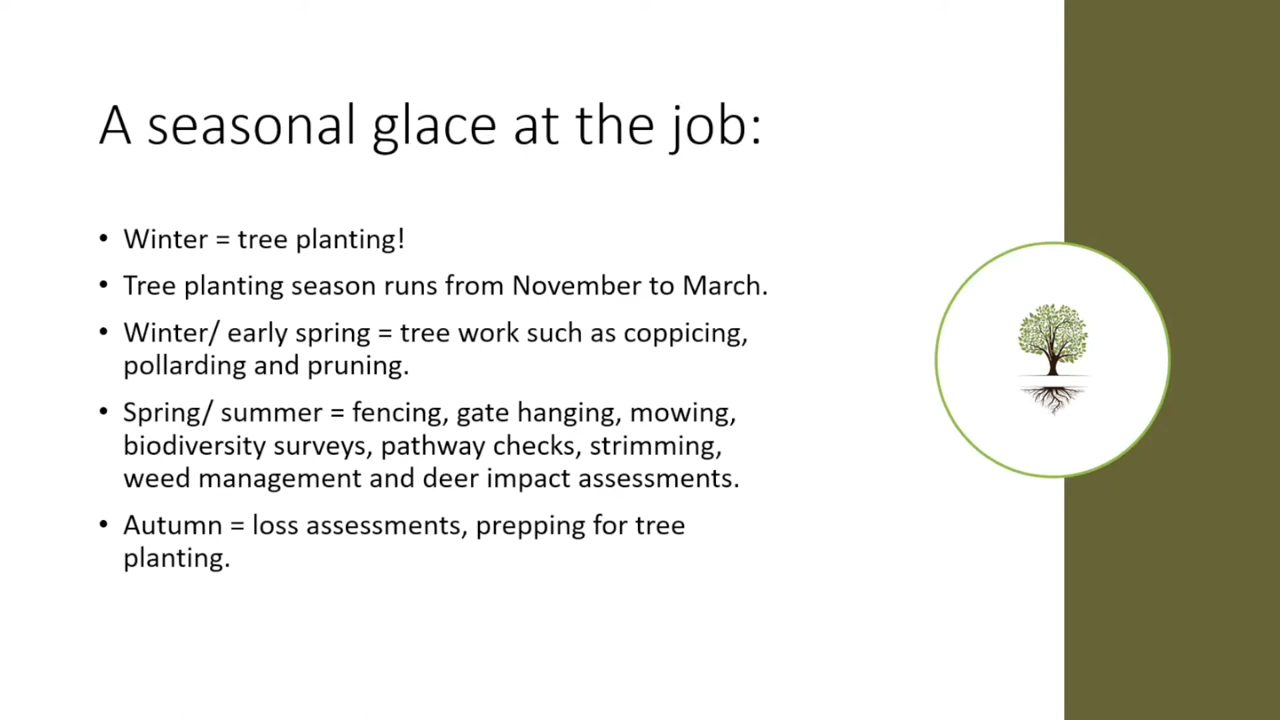 A seasonal glace at the job:
• Winter = tree planting!
• Tree planting season runs from November to March.
• Winter/ early spring = tree work such as coppicing,
pollarding and pruning.
• Spring/ summer = fencing, gate hanging, mowing,
biodiversity surveys, pathway checks, strimming,
weed management and deer impact assessments.
• Autumn = loss assessments, prepping for tree
planting.